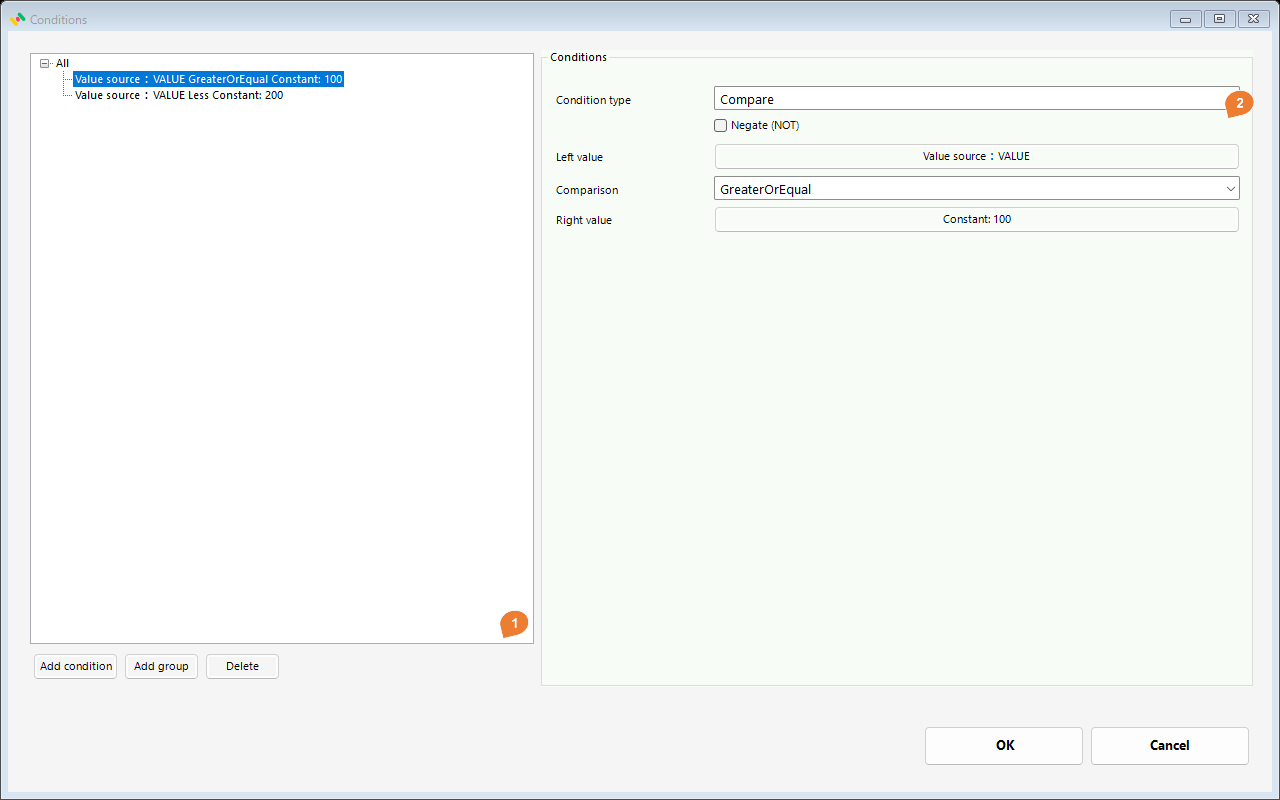 Conditions
All
Value source : VALUE GreaterOrEqual Constant: 100
Value source : VALUE Less Constant: 200
1
Add condition
Add group
Delete
Conditions
Condition type
Compare
2
Negate (NOT)
Left value
Value source : VALUE
Comparison
GreaterOrEqual
Right value
Constant: 100
OK
Cancel